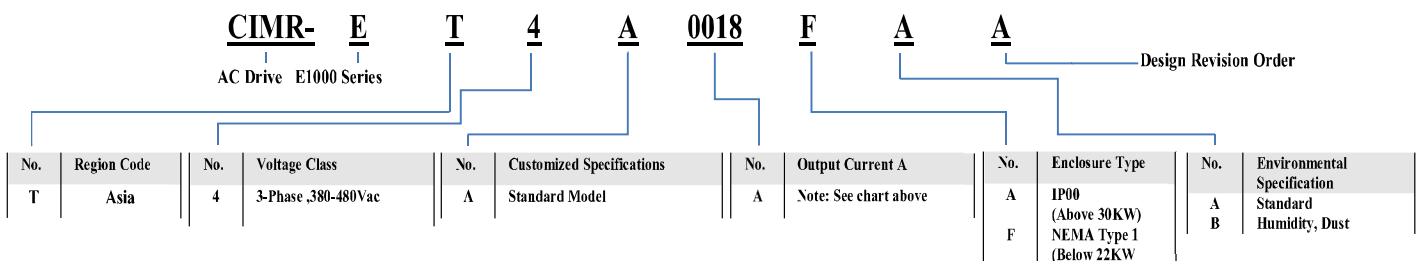 CIMR- E T 4 A 0018 F A A
AC Drive E1000 Series
Design Revision Order
No. Region Code
T Asia
No. Voltage Class
4 3-Phase ,380-480Vac
No. Customized Specifications
A Standard Model
No. Output Current A
A Note: See chart above
No. Enclosure Type
A IP00
(Above 30KW)
F NEMA Type 1
(Below 22KW
No. Environmental
Specification
A Standard
B Humidity, Dust